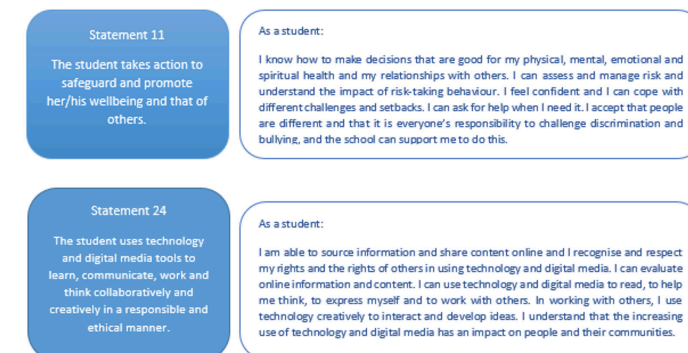 Statement 11
The student takes action to
safeguard and promote
her/his wellbeing and that of
others.
As a student:
I know how to make decisions that are good for my physical, mental, emotional and
spiritual health and my relationships with others. I can assess and manage risk and
understand the impact of risk-taking behaviour. I feel confident and I can cope with
different challenges and setbacks. I can ask for help when I need it. I accept that people
are different and that it is everyone's responsibility to challenge discrimination and
bullying, and the school can support me to do this.
Statement 24
The student uses technology
and digital media tools to
learn, communicate, work and
think collaboratively and
creatively in a responsible and
ethical manner.
As a student:
I am able to source information and share content online and I recognise and respect
my rights and the rights of others in using technology and digital media. I can evaluate
online information and content. I can use technology and digital media to read, to help
me think, to express myself and to work with others. In working with others, I use
technology creatively to interact and develop ideas. I understand that the increasing
use of technology and digital media has an impact on people and their communities.